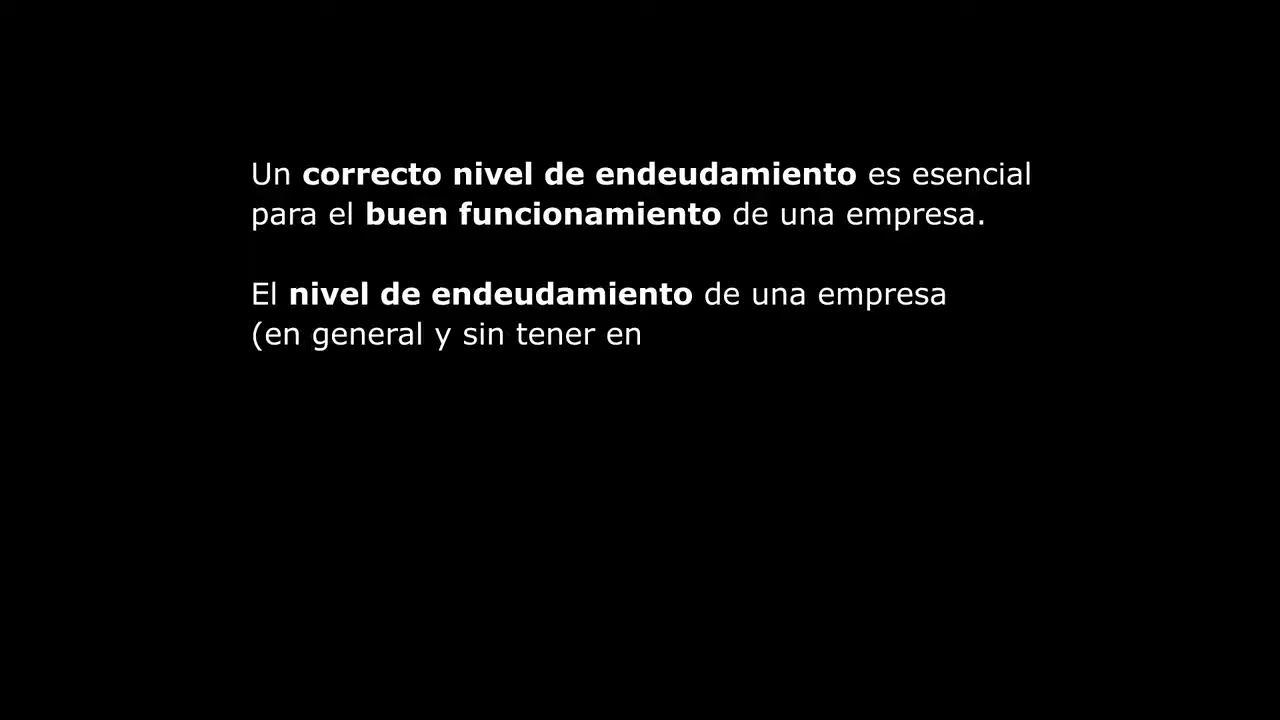 Un correcto nivel de endeudamiento es esencial
para el buen funcionamiento de una empresa.
El nivel de endeudamiento de una empresa
(en general y sin tener en